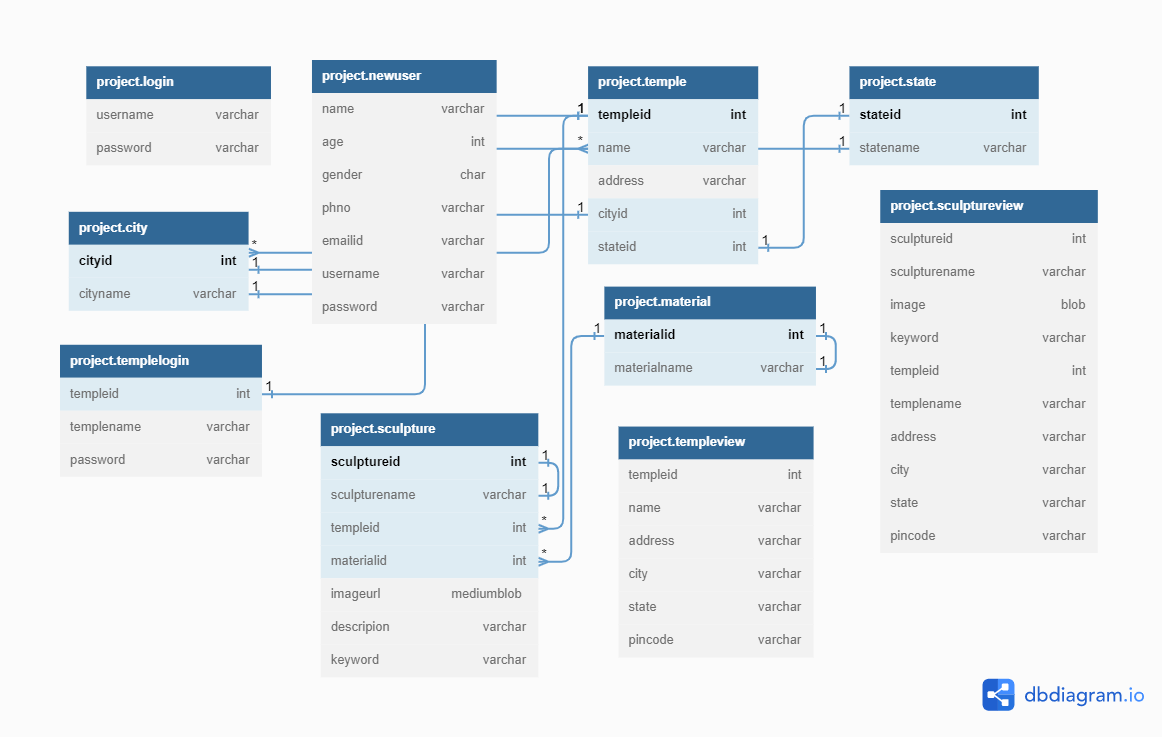 project.login
username varchar
password varchar
project.newuser
name varchar
age int
gender char
phno varchar
emailid varchar
username varchar
password varchar
project.temple
templeid int
name varchar
address varchar
cityid int
stateid int
project.state
stateid int
statename varchar
project.city
cityid int
cityname varchar
project.sculptureview
sculptureid int
sculpturename varchar
image blob
keyword varchar
templeid int
templename varchar
address varchar
city varchar
state varchar
pincode varchar
project.material
materialid int
materialname varchar
project.templelogin
templeid int
templename varchar
password varchar
project.sculpture
sculptureid int
sculpturename varchar
templeid int
materialid int
imageurl mediumblob
descripion varchar
keyword varchar
project.templeview
templeid int
name varchar
address varchar
city varchar
state varchar
pincode varchar
1
*
1
1
1
1
1
*
1
1
1
1
1
1
1
1
*
*
dbdiagram.io